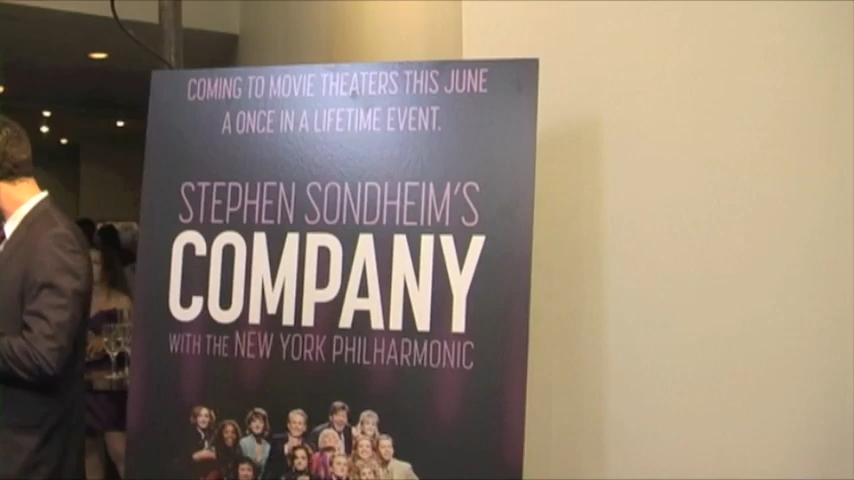 COMING TO MOVIE THEATERS THIS JUNE
A ONCE IN A LIFETIME EVENT.
STEPHEN SONDHEIM'S
COMPANY
WITH THE NEW YORK PHILHARMONIC